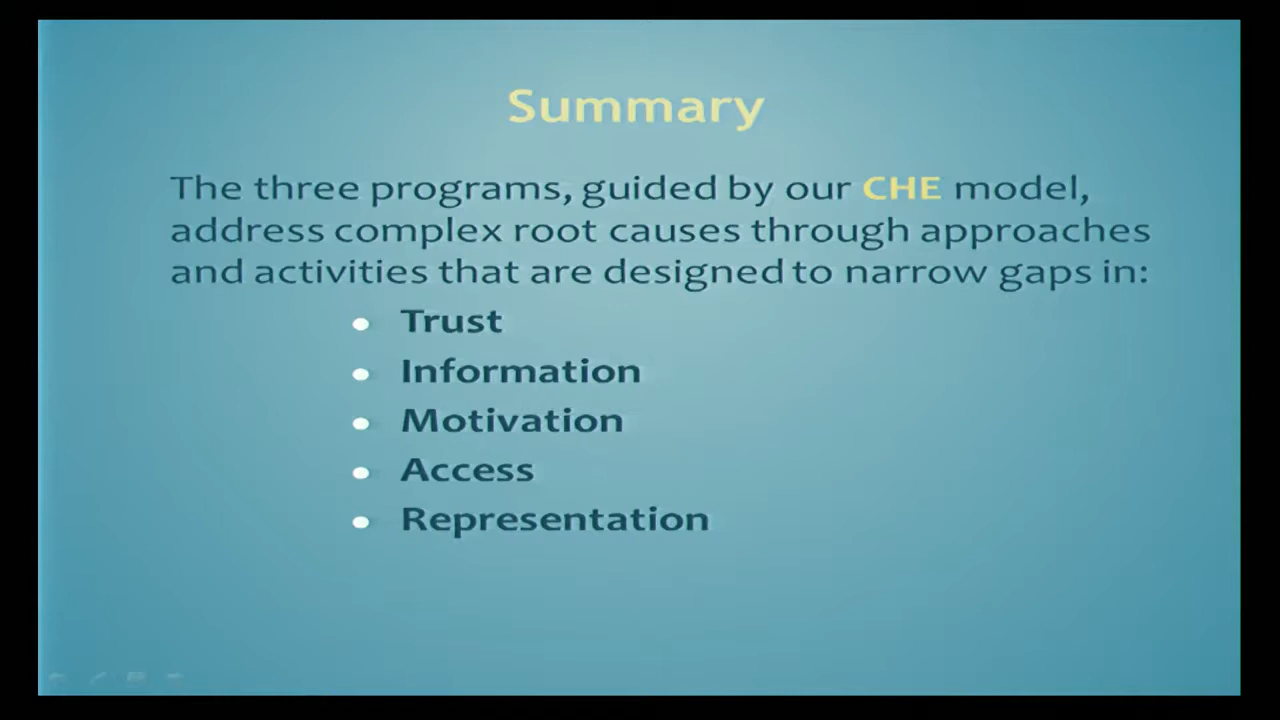 Summary
The three programs, guided by our CHE model,
address complex root causes through approaches
and activities that are designed to narrow gaps in:
• Trust
• Information
• Motivation
• Access
• Representation